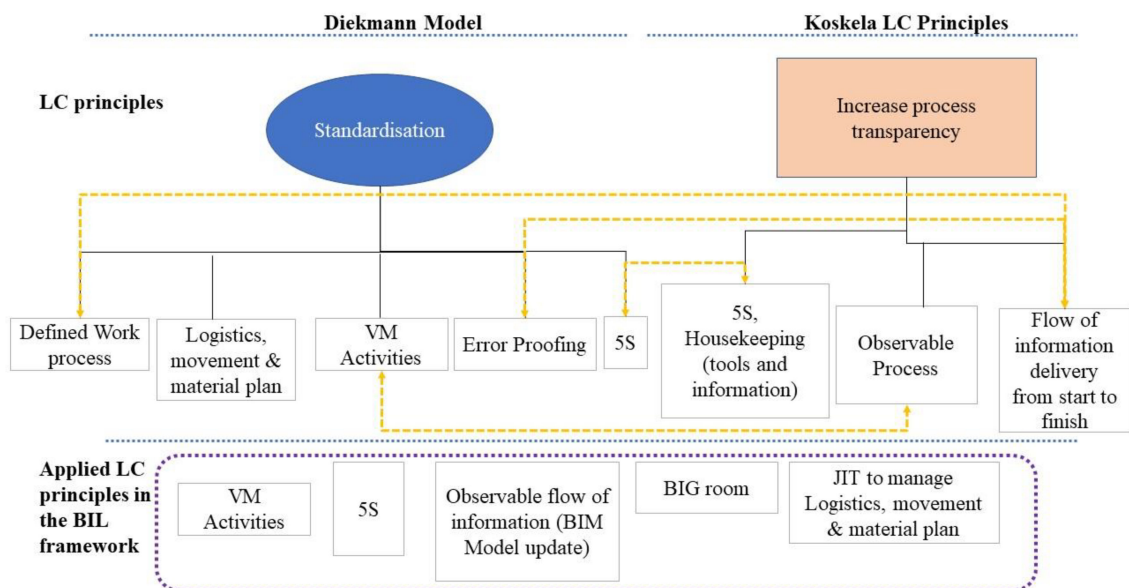 Diekmann Model
Koskela LC Principles
LC principles
Standardisation
Increase process
transparency
Defined Work
process
Logistics,
movement &
material plan
VM
Activities
Error Proofing
5S
5S,
Housekeeping
(tools and
information)
Observable
Process
Flow of
information
delivery
from start to
finish
Applied LC
principles in
the BIL
framework
VM
Activities
5S
Observable flow of
information (BIM
Model update)
BIG room
JIT to manage
Logistics, movement
& material plan